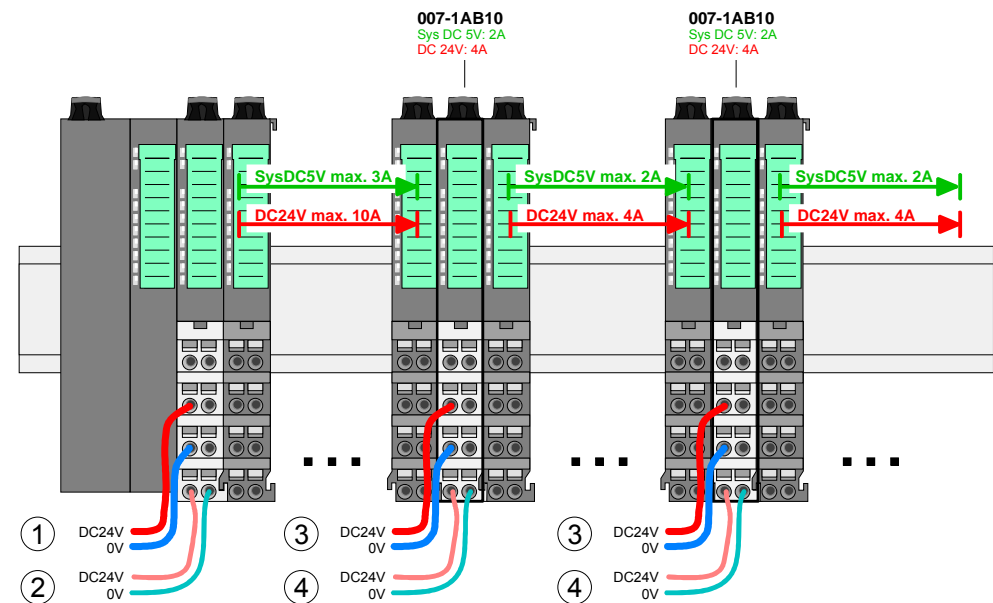 007-1AB10
Sys DC 5V: 2A
DC 24V: 4A
007-1AB10
Sys DC 5V: 2A
DC 24V: 4A
SysDC5V max. 3A
SysDC5V max. 2A
SysDC5V max. 2A
DC24V max. 10A
DC24V max. 4A
DC24V max. 4A
1
DC24V
0V
3
DC24V
0V
3
DC24V
0V
2
DC24V
0V
4
DC24V
0V
4
DC24V
0V